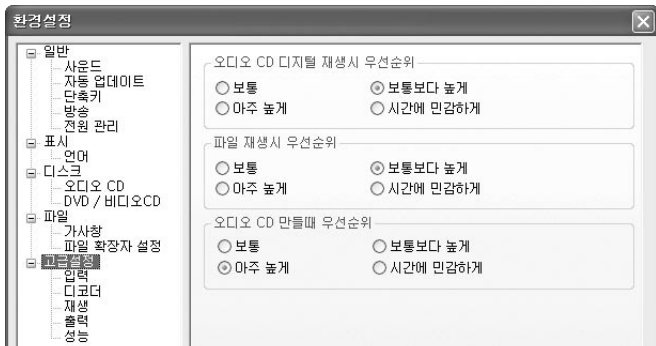 환경설정
일반
사운드
자동 업데이트
단축키
방송
전원 관리
표시
언어
디스크
오디오 CD
DVD / 비디오CD
파일
가사창
파일 확장자 설정
고급설정
입력
디코더
재생
출력
성능
오디오 CD 디지털 재생시 우선순위
보통 보통보다 높게
아주 높게 시간에 민감하게
파일 재생시 우선순위
보통 보통보다 높게
아주 높게 시간에 민감하게
오디오 CD 만들때 우선순위
보통 보통보다 높게
아주 높게 시간에 민감하게